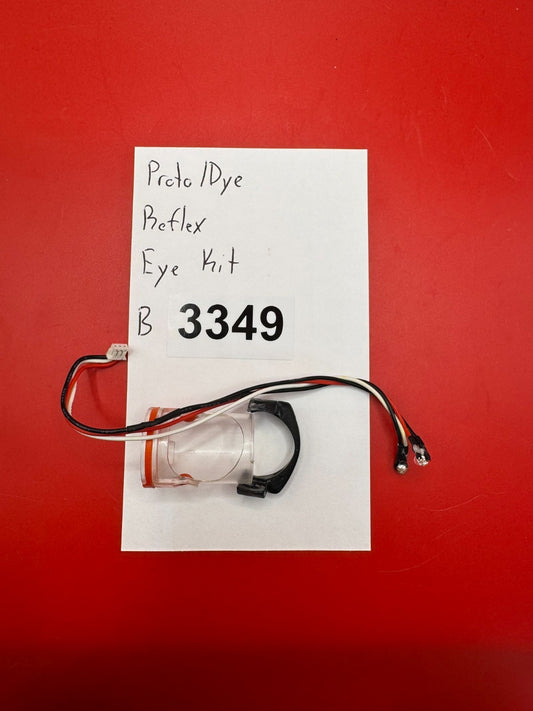 Proto/Dye
Reflex
Eye Kit
B 3349